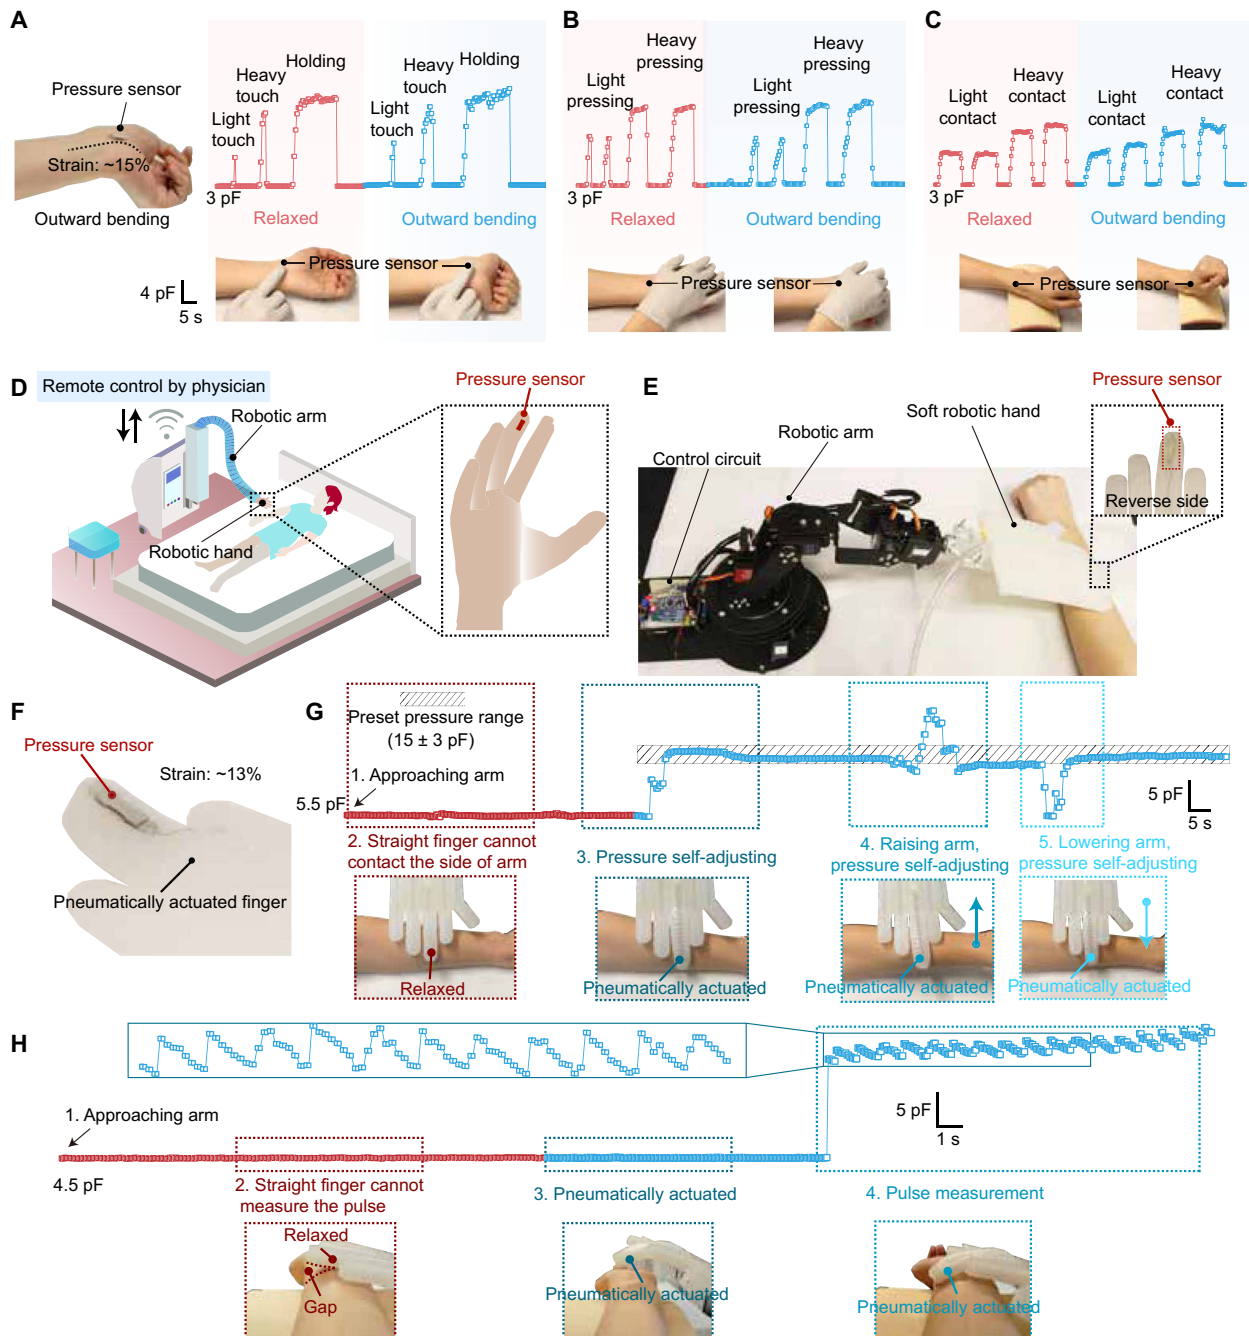 A
Pressure sensor
Strain: ~15%
Outward bending
Light
touch
Heavy
touch
Holding
Light
touch
Heavy
touch
Holding
3 pF
Relaxed
Outward bending
Pressure sensor
4 pF
5 s
B
Light
pressing
Heavy
pressing
Light
pressing
Heavy
pressing
3 pF
Relaxed
Outward bending
Pressure sensor
C
Light
contact
Heavy
contact
Light
contact
Heavy
contact
3 pF
Relaxed
Outward bending
Pressure sensor
D
Remote control by physician
Robotic arm
Robotic hand
Pressure sensor
E
Control circuit
Robotic arm
Soft robotic hand
Pressure sensor
Reverse side
F
Pressure sensor
Strain: ~13%
Pneumatically actuated finger
G
Preset pressure range
(15 ± 3 pF)
1. Approaching arm
5.5 pF
5 pF
5 s
2. Straight finger cannot
contact the side of arm
Relaxed
3. Pressure self-adjusting
Pneumatically actuated
4. Raising arm,
pressure self-adjusting
Pneumatically actuated
5. Lowering arm,
pressure self-adjusting
Pneumatically actuated
H
1. Approaching arm
4.5 pF
5 pF
1 s
2. Straight finger cannot
measure the pulse
Relaxed
Gap
3. Pneumatically actuated
Pneumatically actuated
4. Pulse measurement
Pneumatically actuated